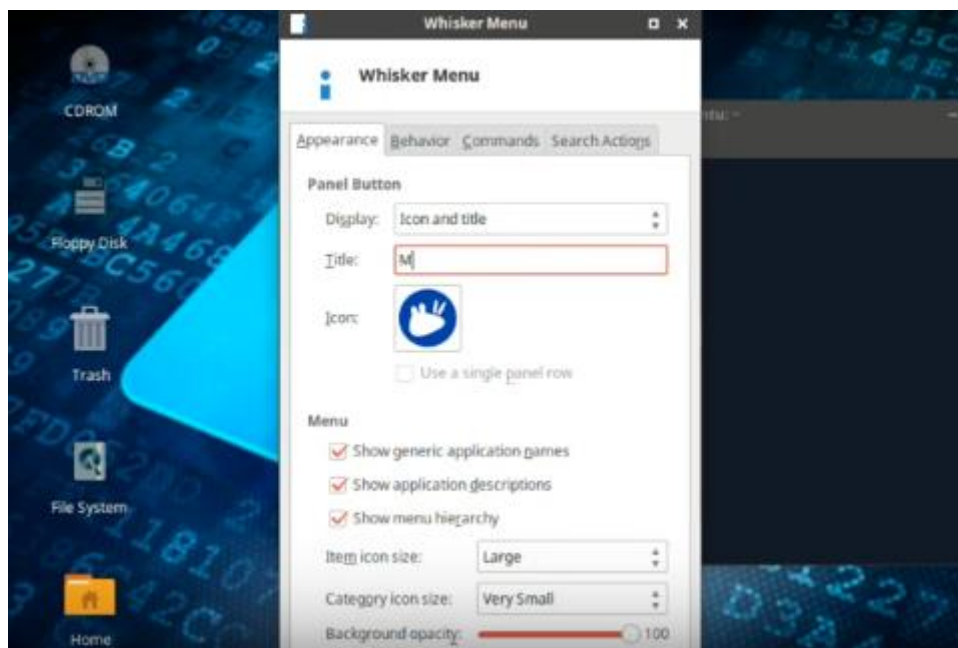 Whisker Menu
Whisker Menu
Appearance Behavior Commands Search Actions
Panel Button
Display: Icon and title
Title: M
Icon:
Use a single panel row
Menu
Show generic application names
Show application descriptions
Show menu hierarchy
Item icon size: Large
Category icon size: Very Small
Background opacity: 100
CDROM
Floppy Disk
Trash
File System
Home